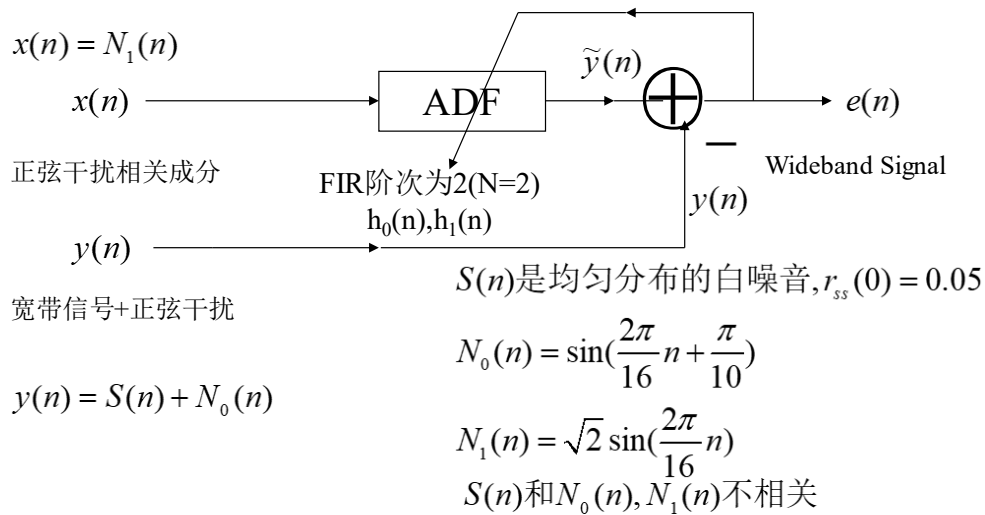 x(n) = N₁(n)
ỹ(n)
x(n)
ADF
+
e(n)
−
正弦干扰相关成分
Wideband Signal
FIR阶次为2(N=2)
h₀(n),h₁(n)
y(n)
y(n)
S(n)是均匀分布的白噪音, rₛₛ(0) = 0.05
宽带信号+正弦干扰
N₀(n) = sin(2π/16 n + π/10)
y(n) = S(n) + N₀(n)
N₁(n) = √2 sin(2π/16 n)
S(n)和N₀(n), N₁(n)不相关